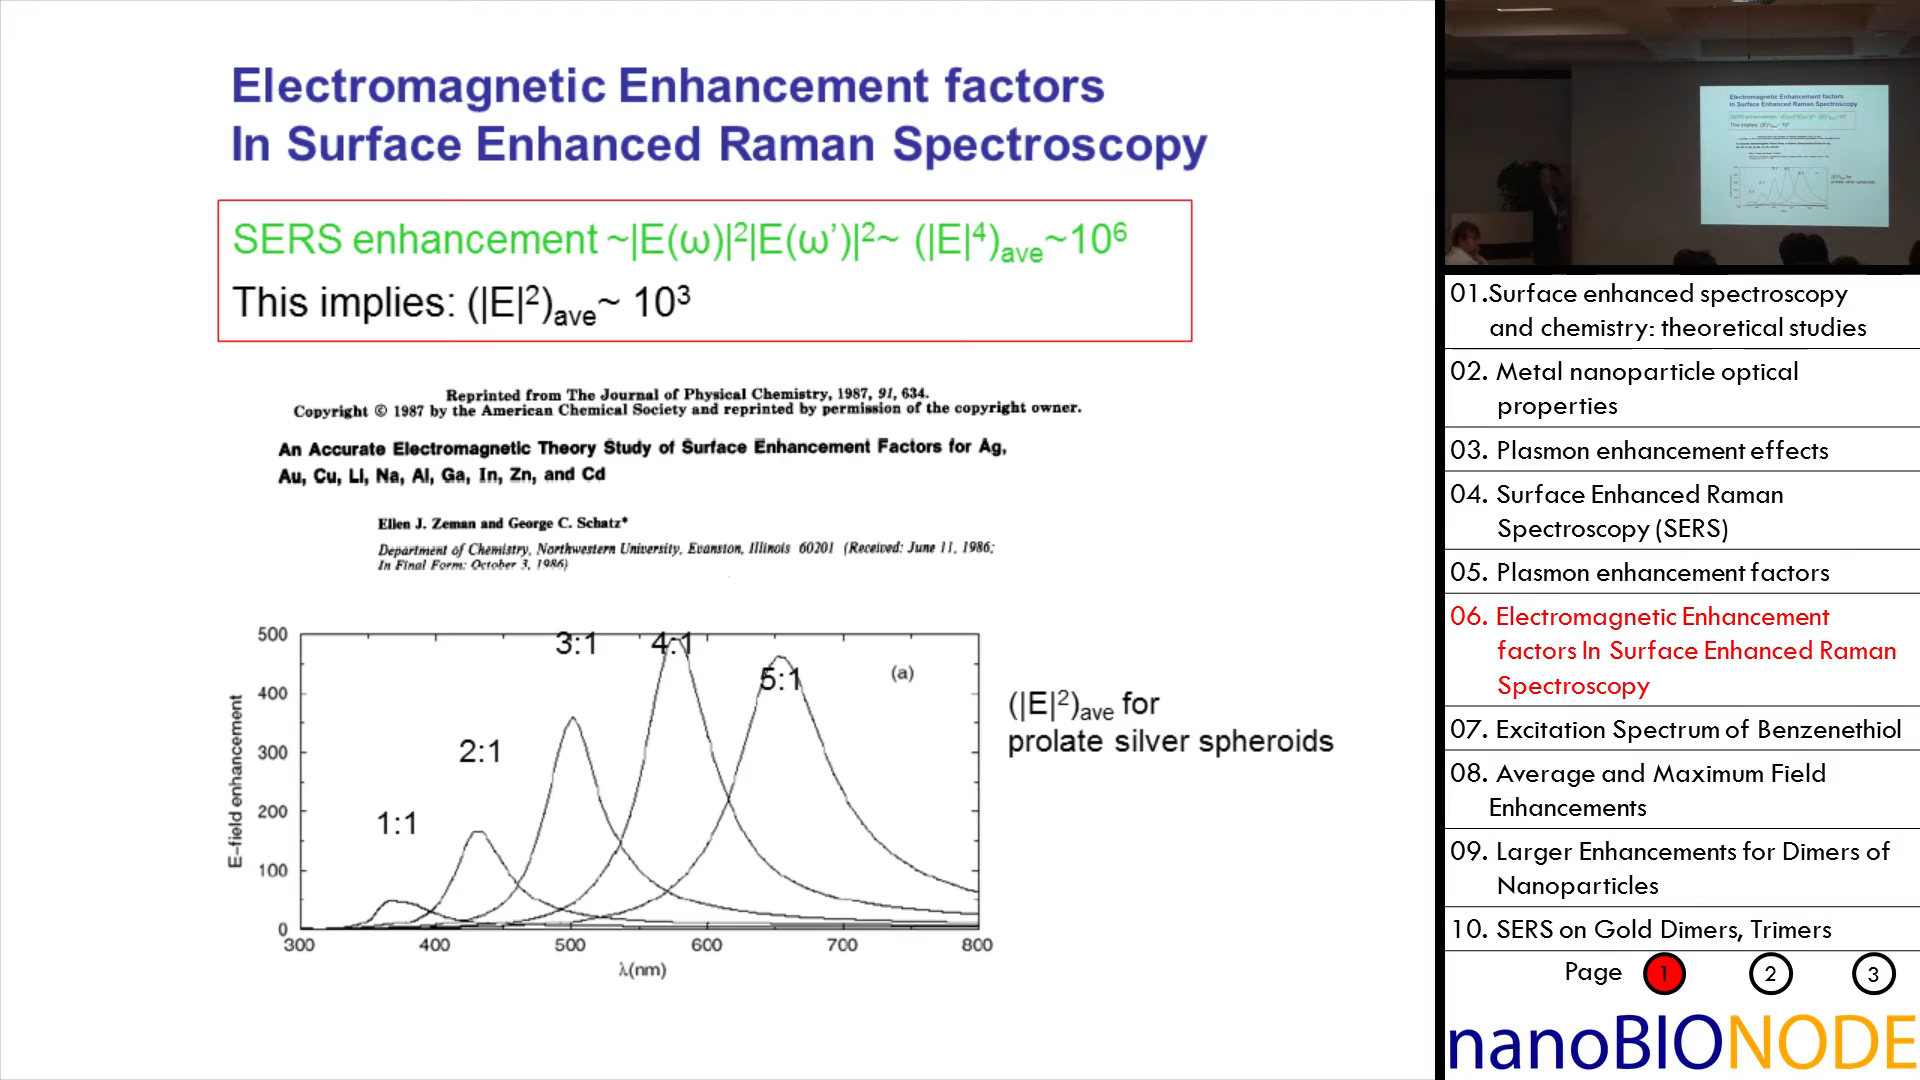 Electromagnetic Enhancement factors
In Surface Enhanced Raman Spectroscopy
SERS enhancement ~|E(ω)|²|E(ω’)|²~ (|E|⁴)ave~10⁶
This implies: (|E|²)ave~ 10³
Reprinted from The Journal of Physical Chemistry, 1987, 91, 634.
Copyright © 1987 by the American Chemical Society and reprinted by permission of the copyright owner.
An Accurate Electromagnetic Theory Study of Surface Enhancement Factors for Ag,
Au, Cu, Li, Na, Al, Ga, In, Zn, and Cd
Ellen J. Zeman and George C. Schatz*
Department of Chemistry, Northwestern University, Evanston, Illinois 60201 (Received: June 11, 1986;
In Final Form: October 3, 1986)
E-field enhancement
500
400
300
200
100
0
1:1
2:1
3:1
4:1
5:1
(a)
300 400 500 600 700 800
λ(nm)
(|E|²)ave for
prolate silver spheroids
01.Surface enhanced spectroscopy
and chemistry: theoretical studies
02. Metal nanoparticle optical
properties
03. Plasmon enhancement effects
04. Surface Enhanced Raman
Spectroscopy (SERS)
05. Plasmon enhancement factors
06. Electromagnetic Enhancement
factors In Surface Enhanced Raman
Spectroscopy
07. Excitation Spectrum of Benzenethiol
08. Average and Maximum Field
Enhancements
09. Larger Enhancements for Dimers of
Nanoparticles
10. SERS on Gold Dimers, Trimers
Page 1 2 3
nanoBIONODE